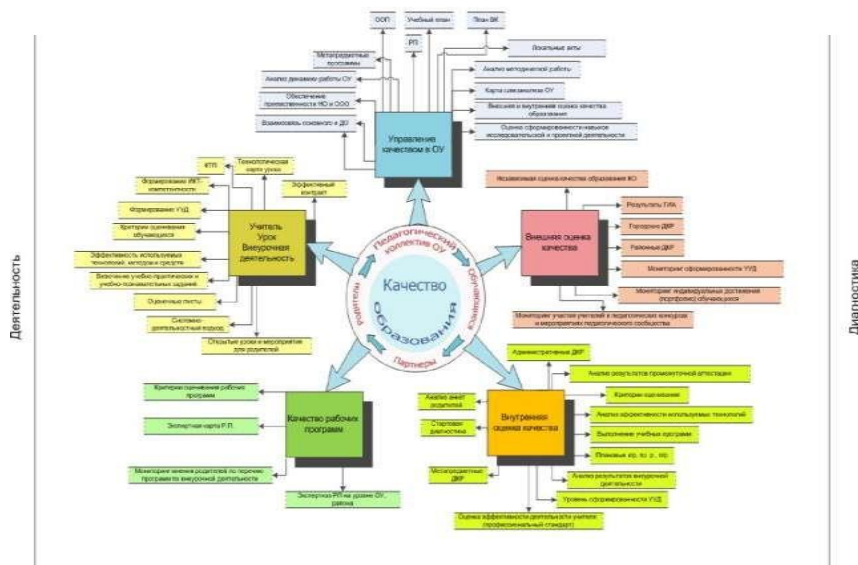 ООП
Учебный план
План ВК
РП
Локальные акты
Метапредметные
программы
Анализ методической работы
Анализ динамики работы ОУ
Карта самоанализа ОУ
Обеспечение
преемственности НО и ООО
Внешняя и внутренняя оценка качества
образования
Взаимосвязь основного и ДО
Оценка сформированности навыков
исследовательской и проектной деятельности
Управление
качеством в ОУ
КТП
Технологическая
карта урока
Эффективный
контракт
Формирование ИКТ-
компетентности
Формирование УУД
Критерии оценивания
обучающихся
Эффективность используемых
технологий, методов и средств
Включение учебно-практических и
учебно-познавательных заданий
Оценочные листы
Системно-
деятельностный подход
Открытые уроки и мероприятия
для родителей
Учитель
Урок
Внеурочная
деятельность
Независимая оценка качества образования
Результаты ГИА
Городские ДКР
Районные ДКР
Мониторинг сформированности УУД
Мониторинг индивидуальных достижений
(портфолио) обучающихся
Мониторинг участия учителей в педагогических конкурсах
и мероприятиях педагогического сообщества
Внешняя оценка
качества
Педагогический
коллектив ОУ
Обучающиеся
Партнеры
Родители
Качество
образования
Деятельность
Диагностика
Критерии оценивания рабочих
программ
Экспертная карта Р.П.
Мониторинг мнения родителей по перечню
программ по внеурочной деятельности
Экспертиза РП на уровне ОУ,
района
Качество рабочих
программ
Административные ДКР
Анализ результатов промежуточной аттестации
Анализ анкет
родителей
Критерии оценивания
Стартовая
диагностика
Анализ эффективности используемых технологий
Выполнение учебных программ
Метапредметные
ДКР
Анализ результатов внеурочной
деятельности
Уровень сформированности УУД
Оценка эффективности деятельности учителя
(профессиональный стандарт)
Внутренняя
оценка качества